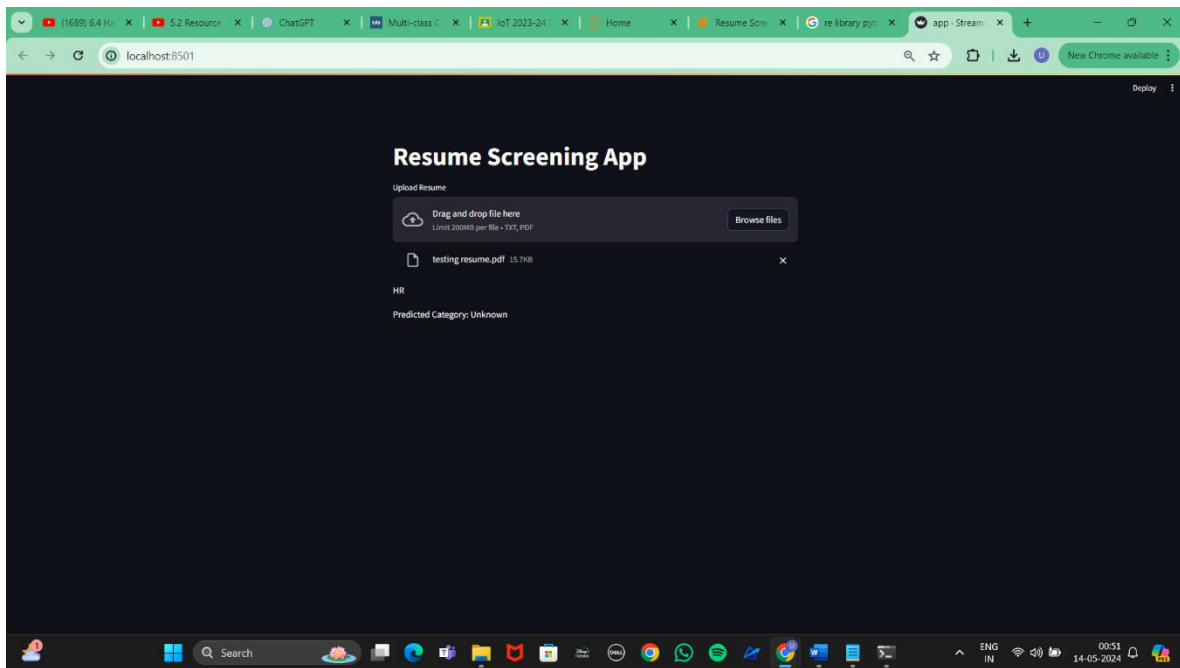 (1689) 6.4 Ha
5.2 Resource
ChatGPT
Multi-class C
IoT 2023-24
Home
Resume Scre
re library pyt
app · Stream
localhost:8501
U
New Chrome available
Deploy
Resume Screening App
Upload Resume
Drag and drop file here
Limit 200MB per file • TXT, PDF
Browse files
testing resume.pdf 15.7KB
HR
Predicted Category: Unknown
Search
ENG
IN
00:51
14-05-2024